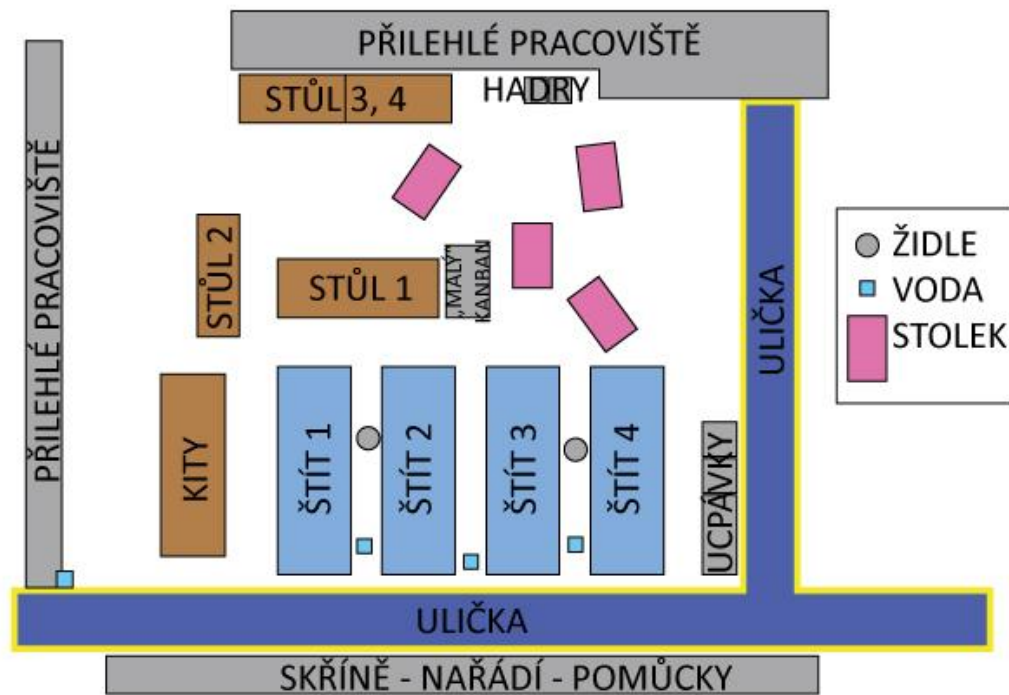 PŘILEHLÉ PRACOVIŠTĚ
STŮL 3, 4
HADRY
PŘILEHLÉ PRACOVIŠTĚ
STŮL 2
STŮL 1
„MALÝ“
KANBAN
ULIČKA
ŽIDLE
VODA
STOLEK
KITY
ŠTÍT 1
ŠTÍT 2
ŠTÍT 3
ŠTÍT 4
UCPÁVKY
ULIČKA
SKŘÍNĚ - NAŘÁDÍ - POMŮCKY